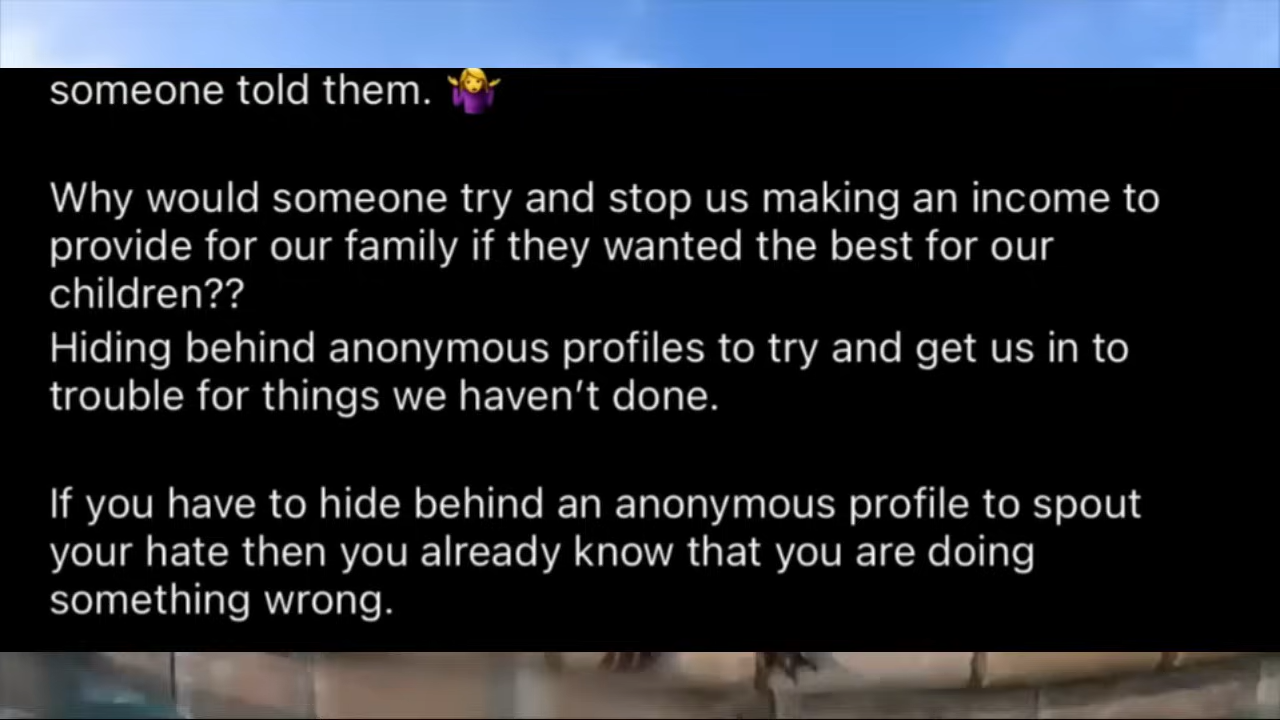 someone told them. 🤷‍♀️
Why would someone try and stop us making an income to
provide for our family if they wanted the best for our
children??
Hiding behind anonymous profiles to try and get us in to
trouble for things we haven’t done.
If you have to hide behind an anonymous profile to spout
your hate then you already know that you are doing
something wrong.